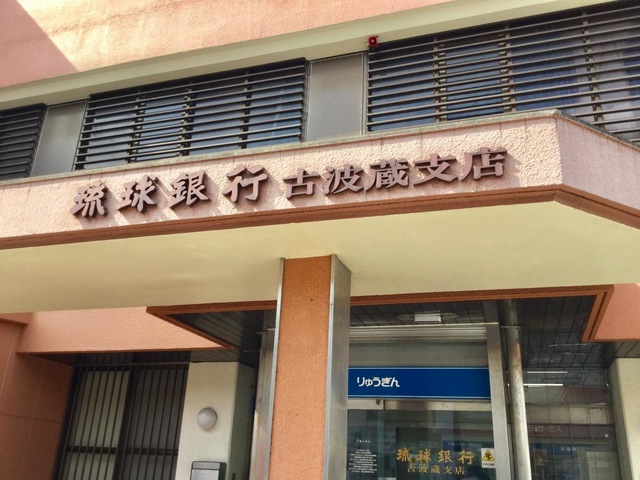 琉球銀行 古波蔵支店
りゅうぎん
琉球銀行
古波蔵支店